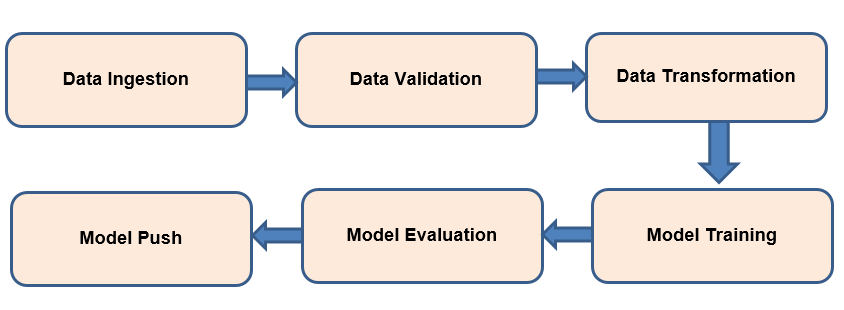 Data Ingestion
Data Validation
Data Transformation
Model Push
Model Evaluation
Model Training